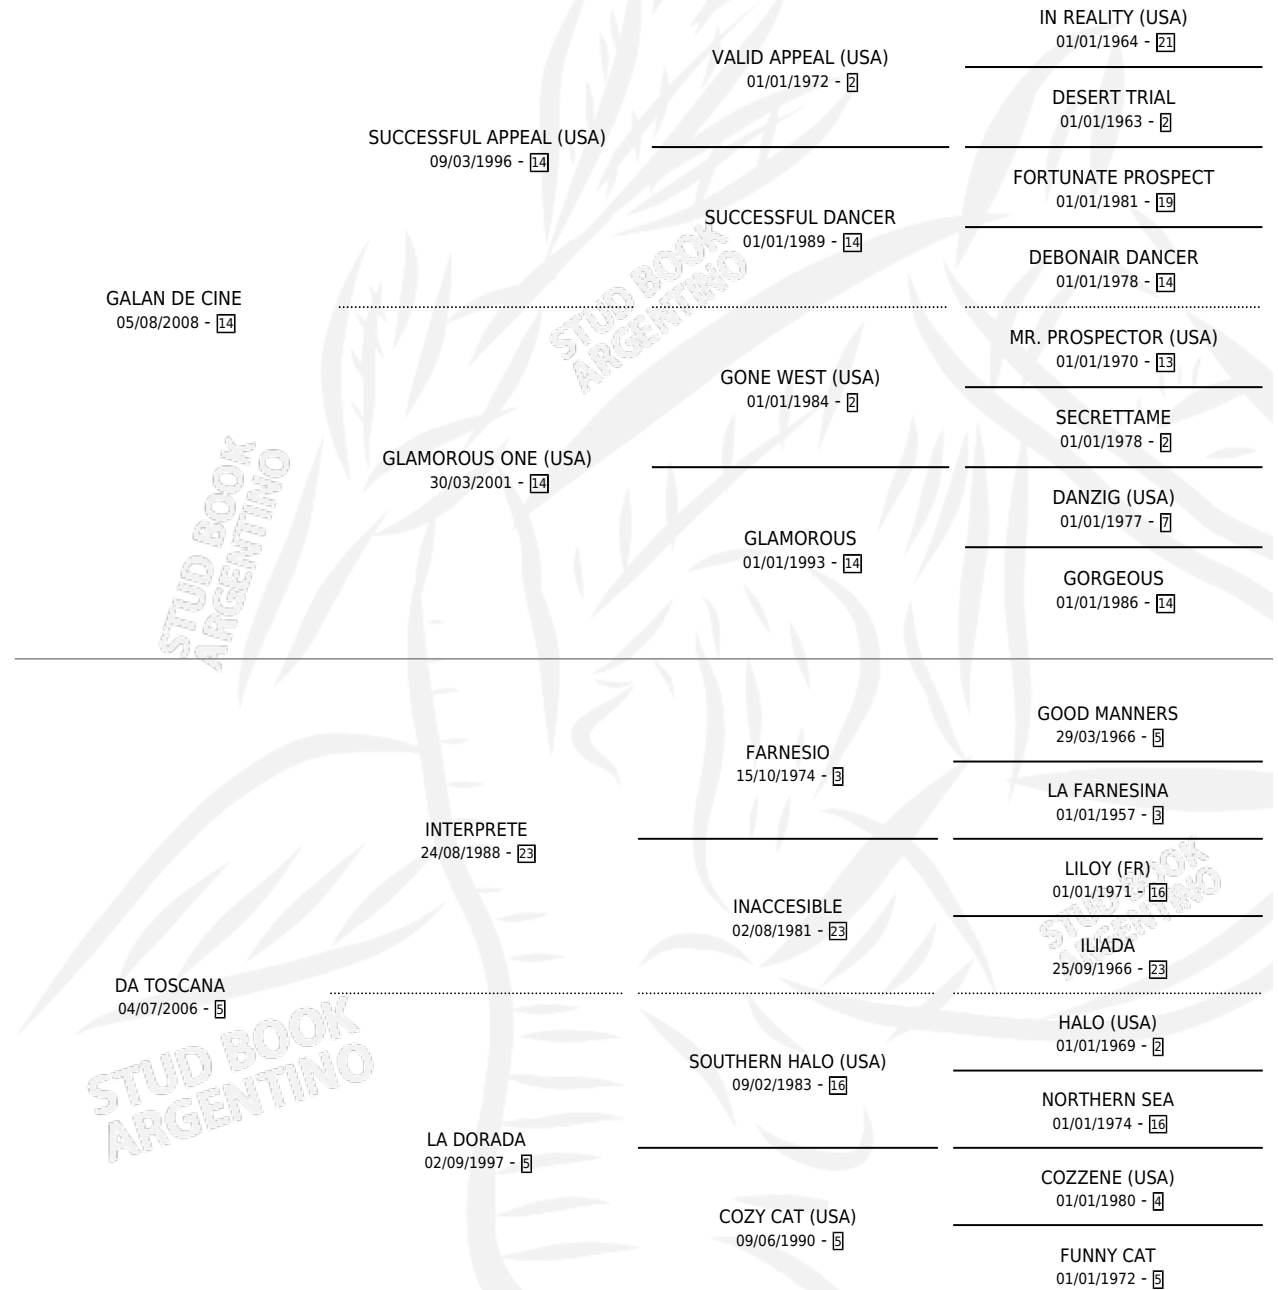 IN REALITY (USA)
01/01/1964 - 21
VALID APPEAL (USA)
01/01/1972 - 2
DESERT TRIAL
01/01/1963 - 2
SUCCESSFUL APPEAL (USA)
09/03/1996 - 14
FORTUNATE PROSPECT
01/01/1981 - 19
SUCCESSFUL DANCER
01/01/1989 - 14
DEBONAIR DANCER
01/01/1978 - 14
GALAN DE CINE
05/08/2008 - 14
STUD BOOK
ARGENTINO
MR. PROSPECTOR (USA)
01/01/1970 - 13
GONE WEST (USA)
01/01/1984 - 2
SECRETTAME
01/01/1978 - 2
GLAMOROUS ONE (USA)
30/03/2001 - 14
DANZIG (USA)
01/01/1977 - 7
GLAMOROUS
01/01/1993 - 14
GORGEOUS
01/01/1986 - 14
STUD BOOK
ARGENTINO
GOOD MANNERS
29/03/1966 - 5
FARNESIO
15/10/1974 - 3
LA FARNESINA
01/01/1957 - 3
INTERPRETE
24/08/1988 - 23
LILOY (FR)
01/01/1971 - 16
INACCESIBLE
02/08/1981 - 23
STUD BOOK
ARGENTINO
ILIADA
25/09/1966 - 23
DA TOSCANA
04/07/2006 - 5
STUD BOOK
ARGENTINO
HALO (USA)
01/01/1969 - 2
SOUTHERN HALO (USA)
09/02/1983 - 16
NORTHERN SEA
01/01/1974 - 16
LA DORADA
02/09/1997 - 5
COZZENE (USA)
01/01/1980 - 4
COZY CAT (USA)
09/06/1990 - 5
FUNNY CAT
01/01/1972 - 5